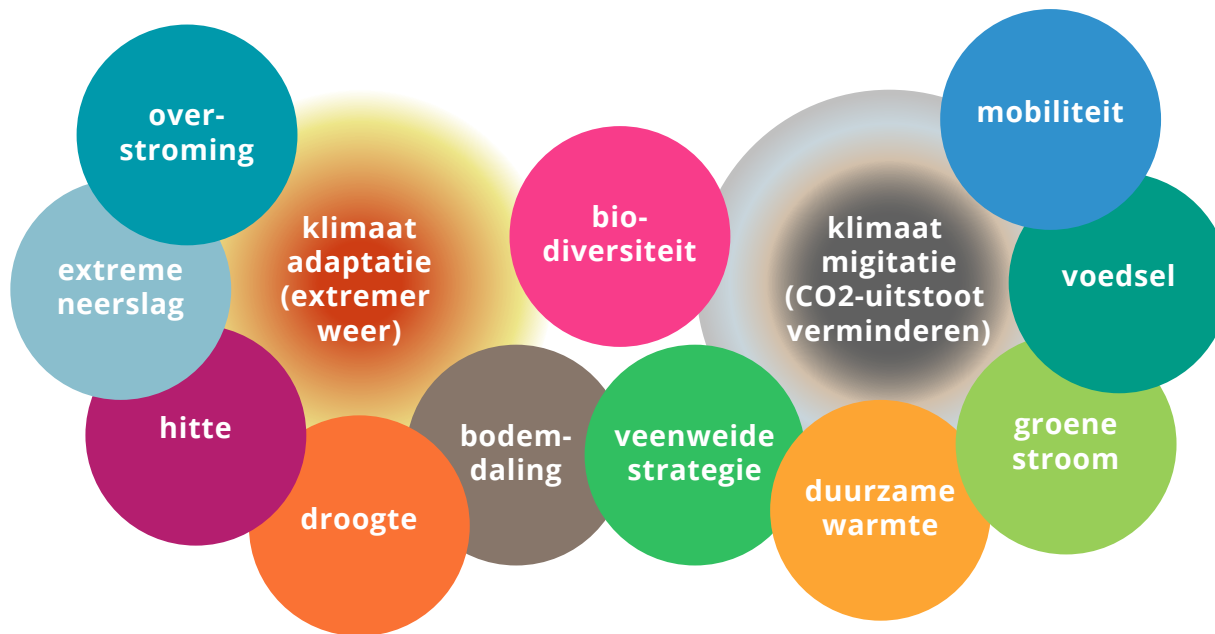 over-
stroming
extreme
neerslag
hitte
droogte
bodem-
daling
klimaat
adaptatie
(extremer
weer)
bio-
diversiteit
veenweide
strategie
klimaat
migitatie
(CO2-uitstoot
verminderen)
mobiliteit
voedsel
groene
stroom
duurzame
warmte